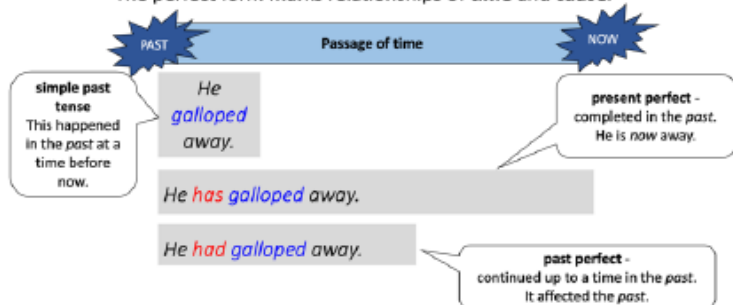 The perfect form marks relationships of time and cause.
PAST
Passage of time
NOW
simple past
tense
This happened
in the past at a
time before
now.
He
galloped
away.
present perfect -
completed in the past.
He is now away.
He has galloped away.
He had galloped away.
past perfect -
continued up to a time in the past.
It affected the past.